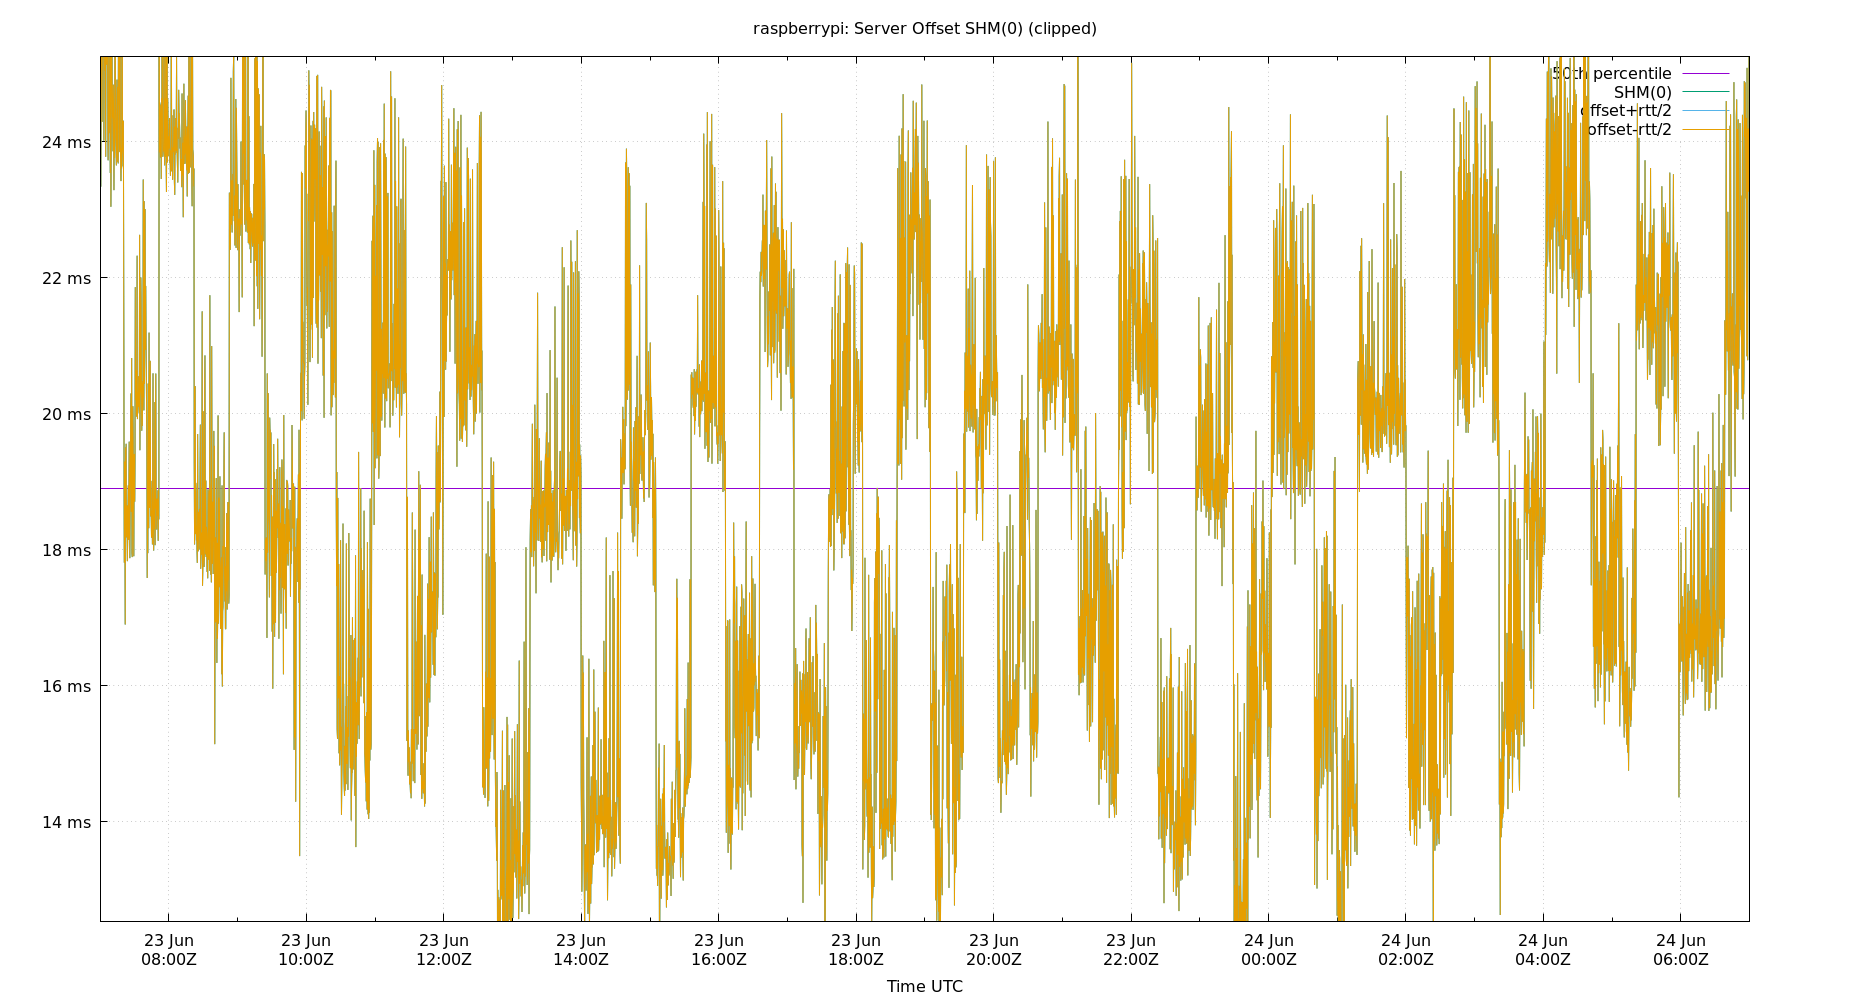 raspberrypi: Server Offset SHM(0) (clipped)
50th percentile
SHM(0)
offset+rtt/2
offset-rtt/2
24 ms
22 ms
20 ms
18 ms
16 ms
14 ms
23 Jun 23 Jun 23 Jun 23 Jun 23 Jun 23 Jun 23 Jun 23 Jun 24 Jun 24 Jun 24 Jun 24 Jun
08:00Z 10:00Z 12:00Z 14:00Z 16:00Z 18:00Z 20:00Z 22:00Z 00:00Z 02:00Z 04:00Z 06:00Z
Time UTC